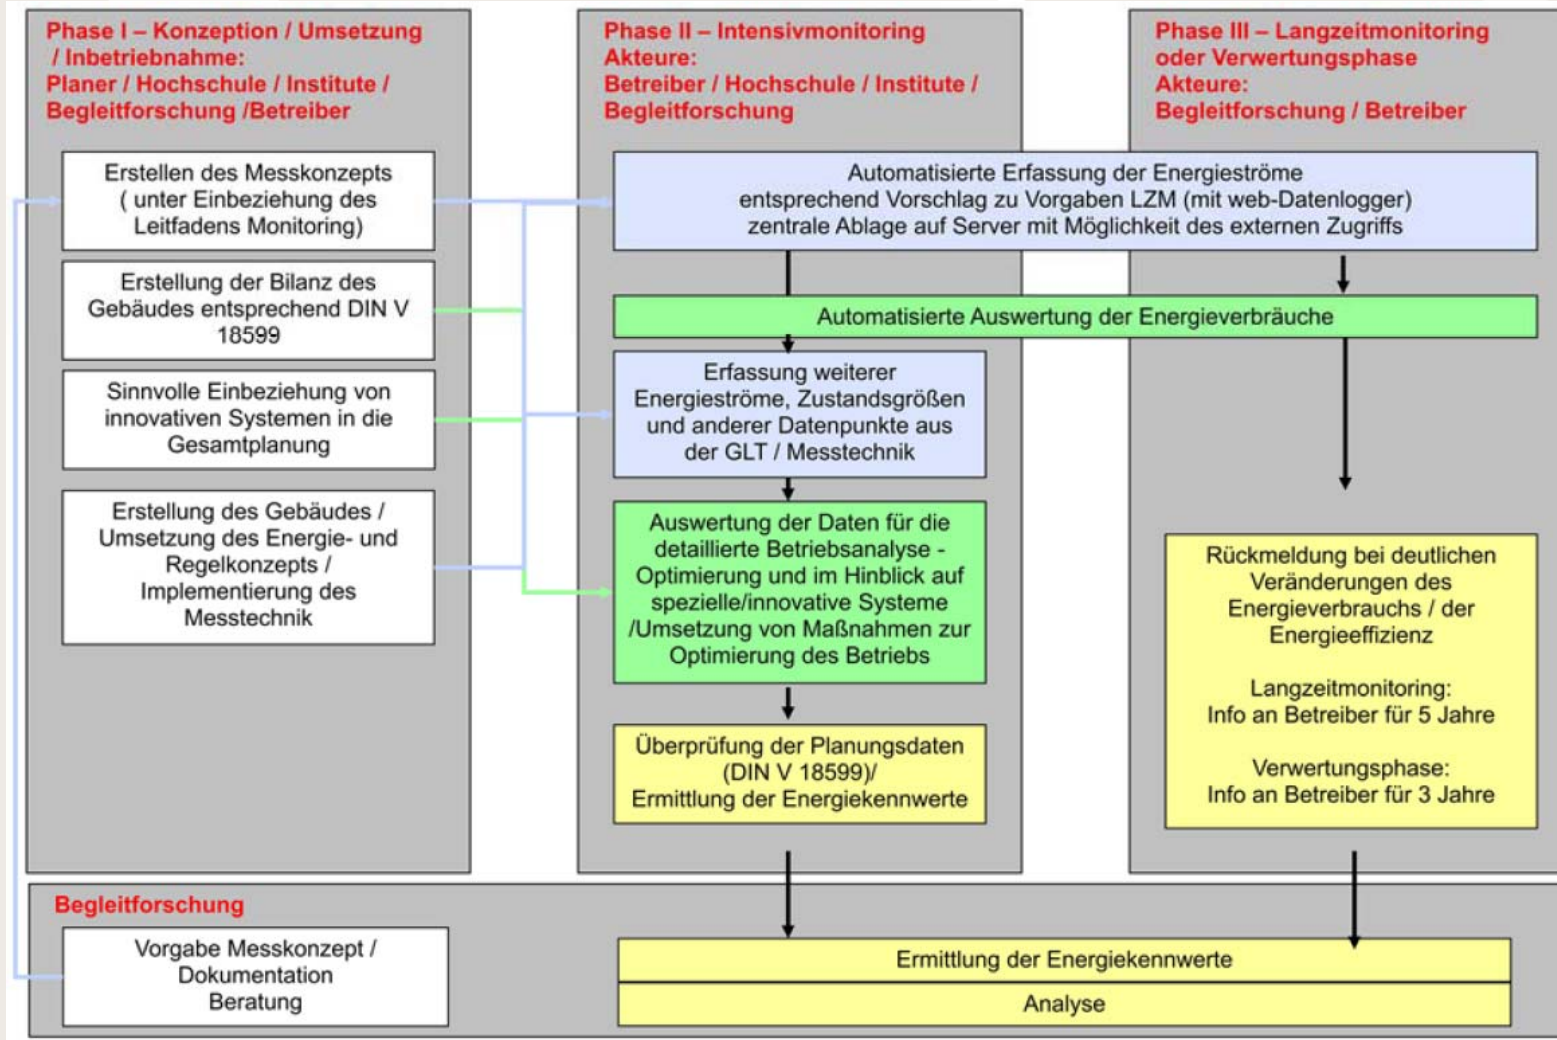 Phase I – Konzeption / Umsetzung
/ Inbetriebnahme:
Planer / Hochschule / Institute /
Begleitforschung /Betreiber
Erstellen des Messkonzepts
( unter Einbeziehung des
Leitfadens Monitoring)
Erstellung der Bilanz des
Gebäudes entsprechend DIN V
18599
Sinnvolle Einbeziehung von
innovativen Systemen in die
Gesamtplanung
Erstellung des Gebäudes /
Umsetzung des Energie- und
Regelkonzepts /
Implementierung des
Messtechnik
Phase II – Intensivmonitoring
Akteure:
Betreiber / Hochschule / Institute /
Begleitforschung
Phase III – Langzeitmonitoring
oder Verwertungsphase
Akteure:
Begleitforschung / Betreiber
Automatisierte Erfassung der Energieströme
entsprechend Vorschlag zu Vorgaben LZM (mit web-Datenlogger)
zentrale Ablage auf Server mit Möglichkeit des externen Zugriffs
Automatisierte Auswertung der Energieverbräuche
Erfassung weiterer
Energieströme, Zustandsgrößen
und anderer Datenpunkte aus
der GLT / Messtechnik
Auswertung der Daten für die
detaillierte Betriebsanalyse -
Optimierung und im Hinblick auf
spezielle/innovative Systeme
/Umsetzung von Maßnahmen zur
Optimierung des Betriebs
Überprüfung der Planungsdaten
(DIN V 18599)/
Ermittlung der Energiekennwerte
Rückmeldung bei deutlichen
Veränderungen des
Energieverbrauchs / der
Energieeffizienz
Langzeitmonitoring:
Info an Betreiber für 5 Jahre
Verwertungsphase:
Info an Betreiber für 3 Jahre
Begleitforschung
Vorgabe Messkonzept /
Dokumentation
Beratung
Ermittlung der Energiekennwerte
Analyse